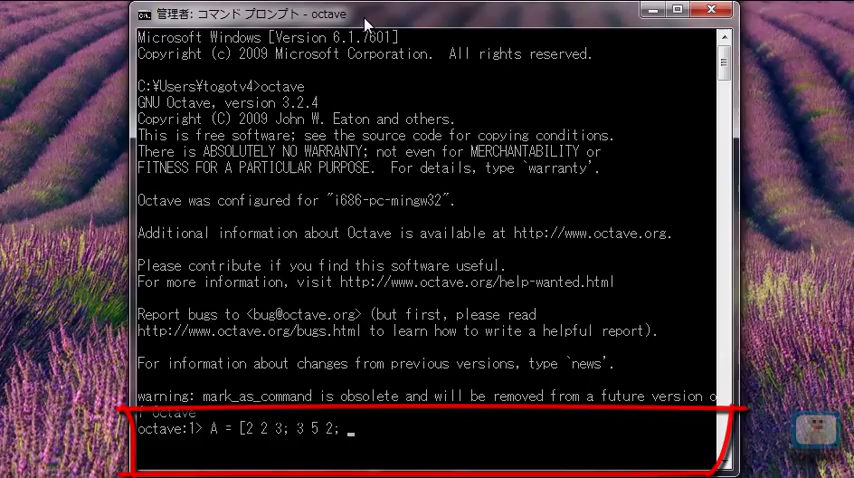 管理者: コマンド プロンプト - octave
Microsoft Windows [Version 6.1.7601]
Copyright (c) 2009 Microsoft Corporation.  All rights reserved.
C:¥Users¥togotv4>octave
GNU Octave, version 3.2.4
Copyright (C) 2009 John W. Eaton and others.
This is free software; see the source code for copying conditions.
There is ABSOLUTELY NO WARRANTY; not even for MERCHANTABILITY or
FITNESS FOR A PARTICULAR PURPOSE.  For details, type `warranty'.
Octave was configured for "i686-pc-mingw32".
Additional information about Octave is available at http://www.octave.org.
Please contribute if you find this software useful.
For more information, visit http://www.octave.org/help-wanted.html
Report bugs to <bug@octave.org> (but first, please read
http://www.octave.org/bugs.html to learn how to write a helpful report).
For information about changes from previous versions, type `news'.
warning: mark_as_command is obsolete and will be removed from a future version o
f Octave
octave:1> A = [2 2 3; 3 5 2; _